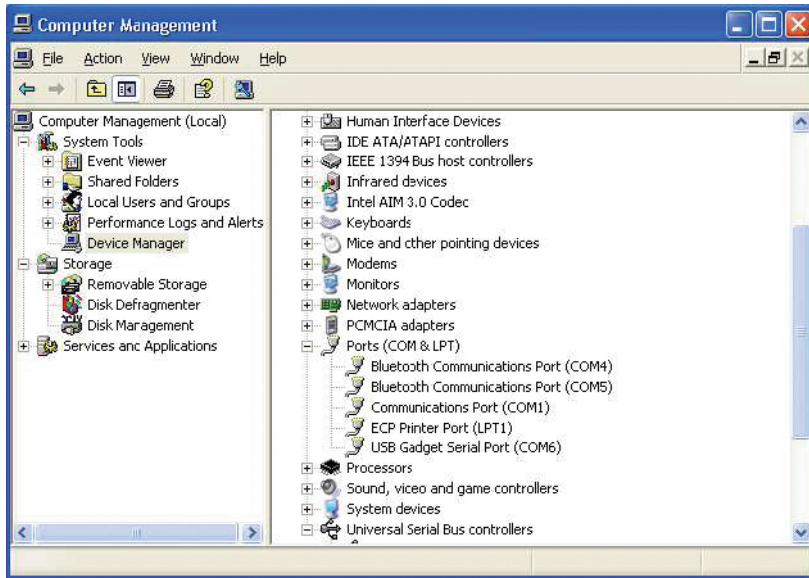 Computer Management
File Action View Window Help
Computer Management (Local)
System Tools
Event Viewer
Shared Folders
Local Users and Groups
Performance Logs and Alerts
Device Manager
Storage
Removable Storage
Disk Defragmenter
Disk Management
Services and Applications
Human Interface Devices
IDE ATA/ATAPI controllers
IEEE 1394 Bus host controllers
Infrared devices
Intel AIM 3.0 Codec
Keyboards
Mice and other pointing devices
Modems
Monitors
Network adapters
PCMCIA adapters
Ports (COM & LPT)
Bluetooth Communications Port (COM4)
Bluetooth Communications Port (COM5)
Communications Port (COM1)
ECP Printer Port (LPT1)
USB Gadget Serial Port (COM6)
Processors
Sound, video and game controllers
System devices
Universal Serial Bus controllers